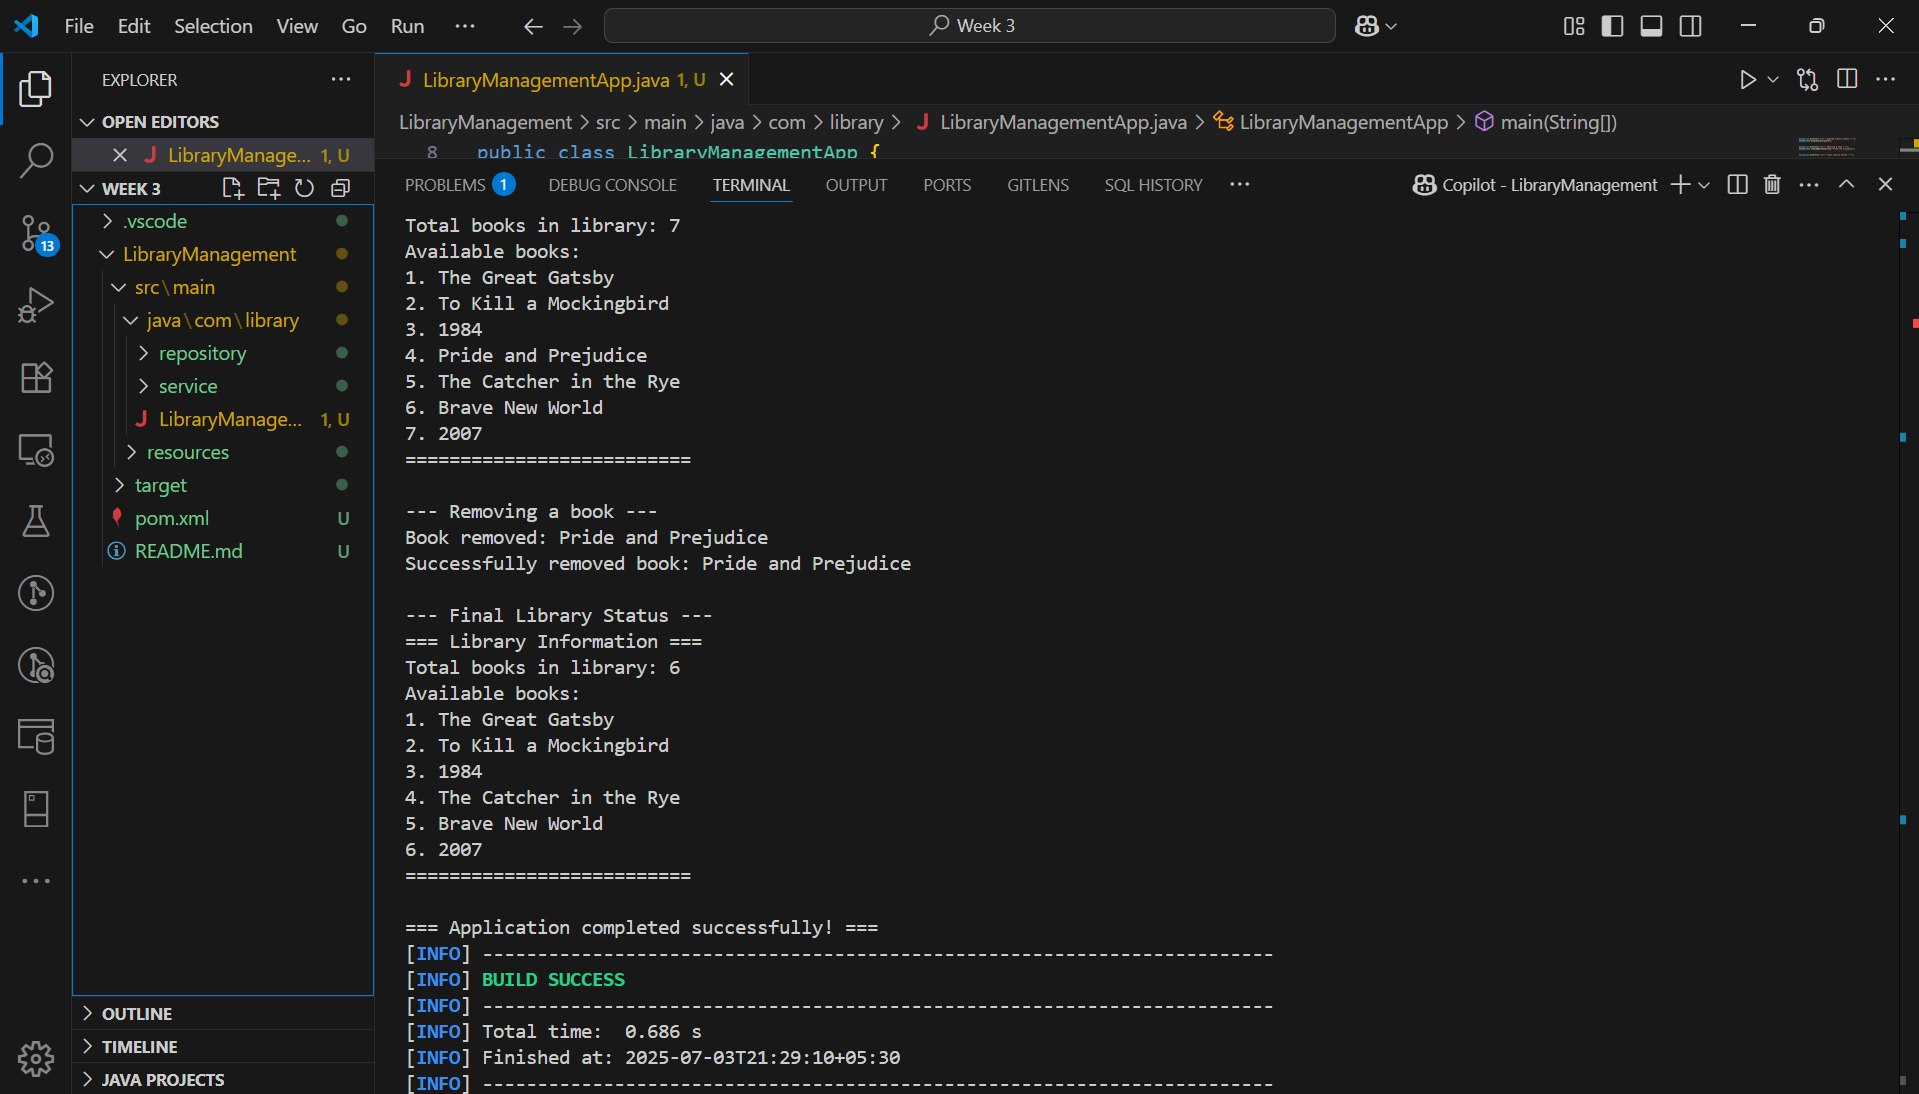 File Edit Selection View Go Run ··· Week 3
EXPLORER ···
OPEN EDITORS
LibraryManage... 1, U
WEEK 3
.vscode
LibraryManagement
src\main
java\com\library
repository
service
LibraryManage... 1, U
resources
target
pom.xml U
README.md U
OUTLINE
TIMELINE
JAVA PROJECTS
13
LibraryManagementApp.java 1, U
LibraryManagement > src > main > java > com > library > LibraryManagementApp.java > LibraryManagementApp > main(String[])
8 public class LibraryManagementApp {
PROBLEMS 1 DEBUG CONSOLE TERMINAL OUTPUT PORTS GITLENS SQL HISTORY ··· Copilot - LibraryManagement
Total books in library: 7
Available books:
1. The Great Gatsby
2. To Kill a Mockingbird
3. 1984
4. Pride and Prejudice
5. The Catcher in the Rye
6. Brave New World
7. 2007
==========================
--- Removing a book ---
Book removed: Pride and Prejudice
Successfully removed book: Pride and Prejudice
--- Final Library Status ---
=== Library Information ===
Total books in library: 6
Available books:
1. The Great Gatsby
2. To Kill a Mockingbird
3. 1984
4. The Catcher in the Rye
5. Brave New World
6. 2007
==========================
=== Application completed successfully! ===
[INFO] ------------------------------------------------------------------------
[INFO] BUILD SUCCESS
[INFO] ------------------------------------------------------------------------
[INFO] Total time:  0.686 s
[INFO] Finished at: 2025-07-03T21:29:10+05:30
[INFO] ------------------------------------------------------------------------